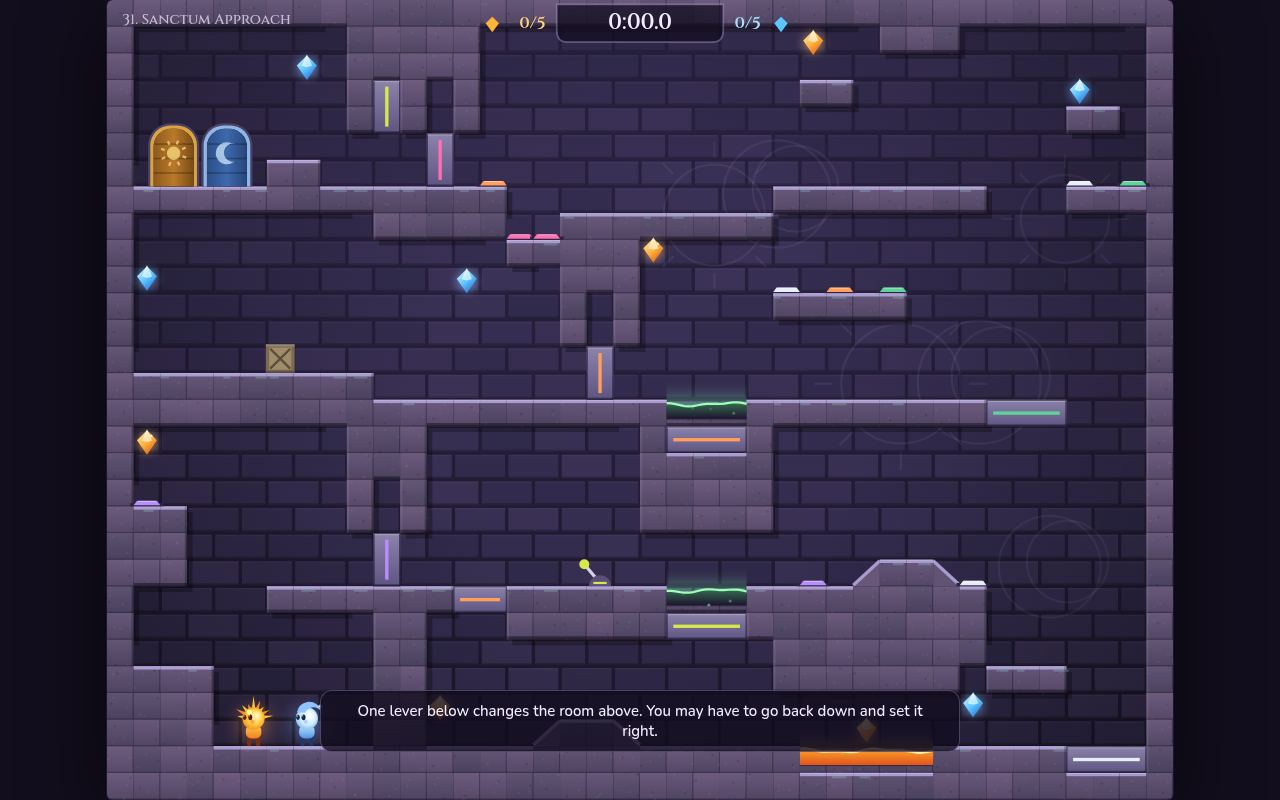 31. Sanctum Approach
0/5
0:00.0
0/5
One lever below changes the room above. You may have to go back down and set it
right.